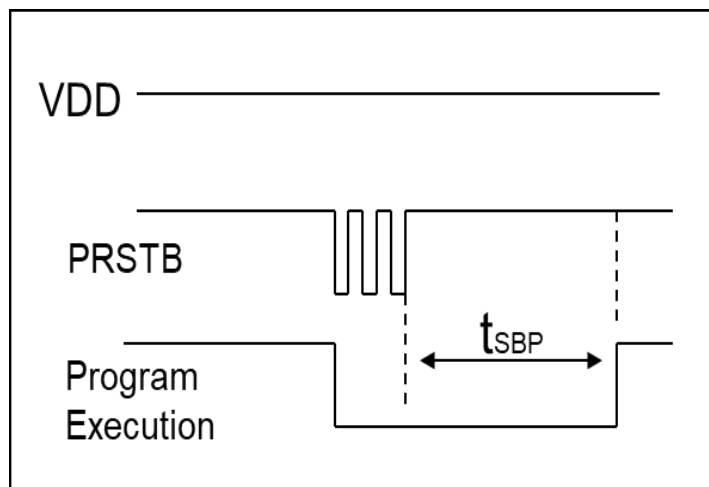 VDD
PRSTB
tSBP
Program
Execution